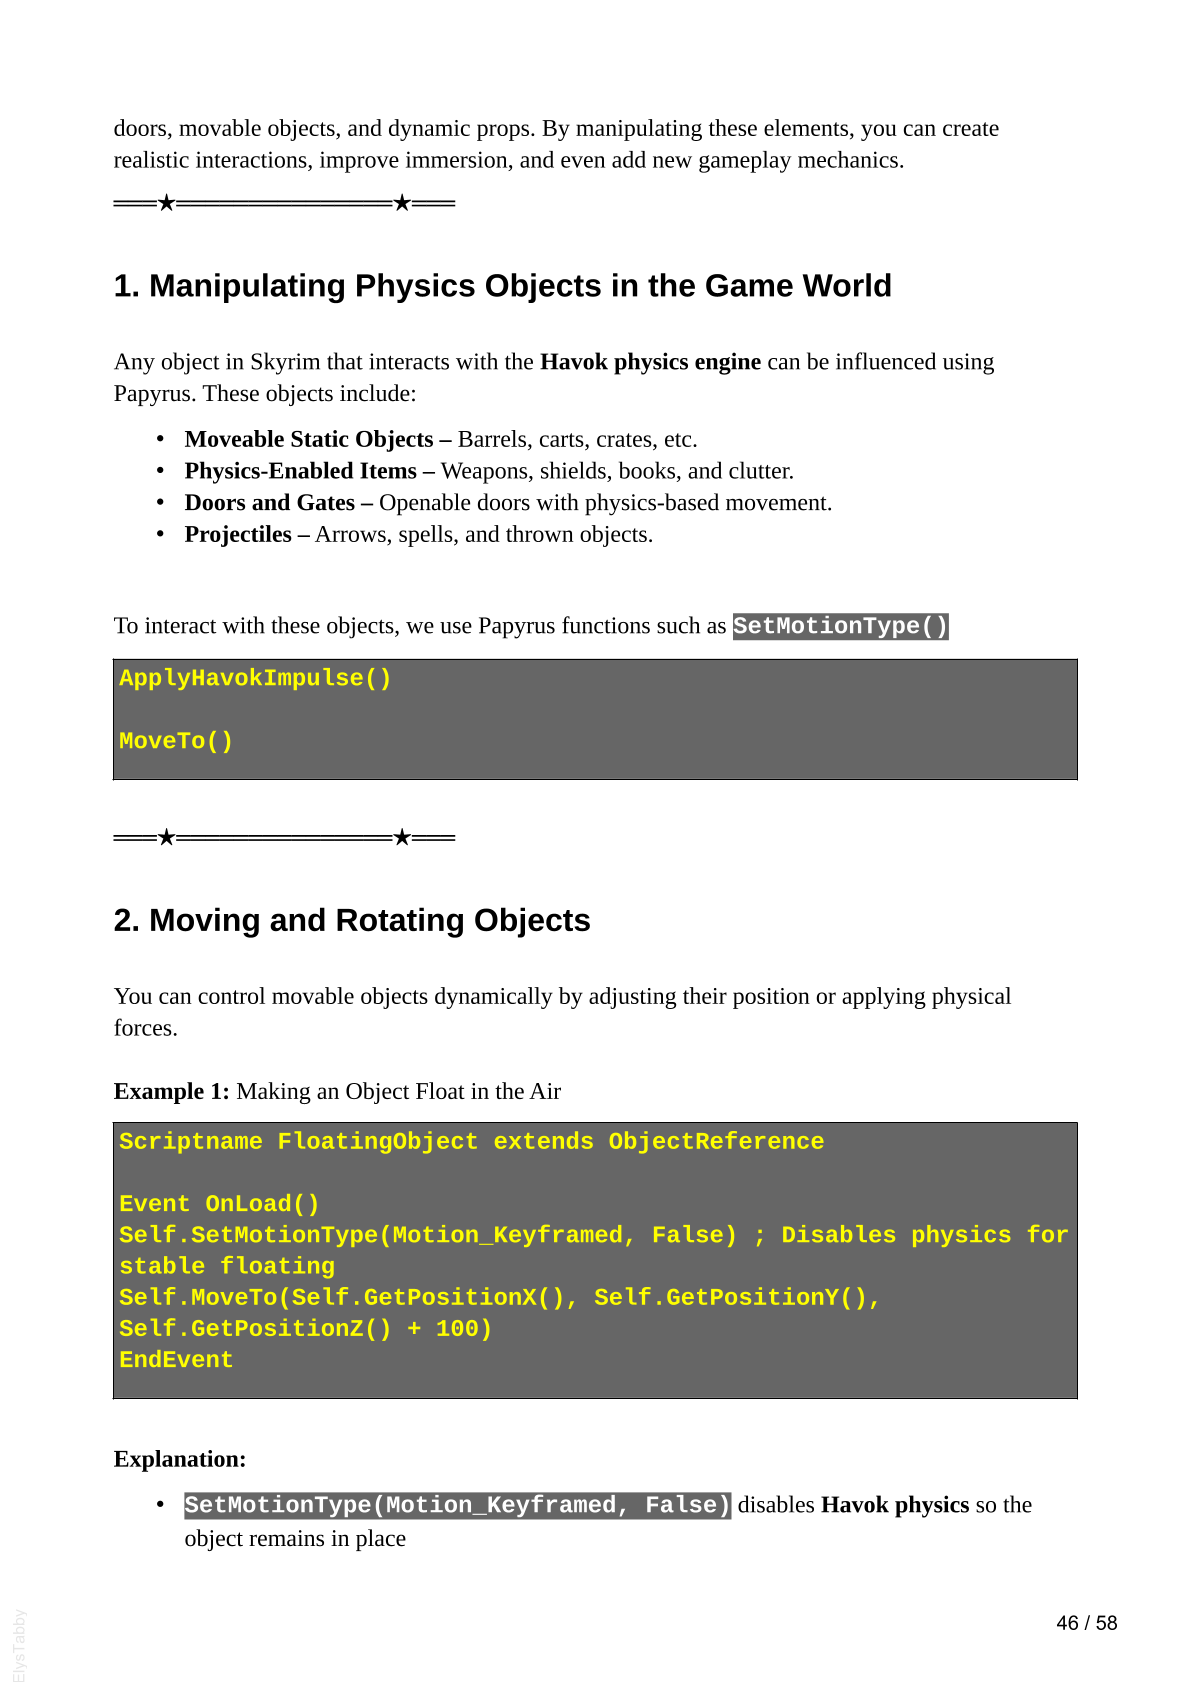 doors, movable objects, and dynamic props. By manipulating these elements, you can create
realistic interactions, improve immersion, and even add new gameplay mechanics.
═══★═══════════════★═══
1. Manipulating Physics Objects in the Game World
Any object in Skyrim that interacts with the Havok physics engine can be influenced using
Papyrus. These objects include:
• Moveable Static Objects – Barrels, carts, crates, etc.
• Physics-Enabled Items – Weapons, shields, books, and clutter.
• Doors and Gates – Openable doors with physics-based movement.
• Projectiles – Arrows, spells, and thrown objects.
To interact with these objects, we use Papyrus functions such as SetMotionType()
ApplyHavokImpulse()
MoveTo()
═══★═══════════════★═══
2. Moving and Rotating Objects
You can control movable objects dynamically by adjusting their position or applying physical
forces.
Example 1: Making an Object Float in the Air
Scriptname FloatingObject extends ObjectReference
Event OnLoad()
Self.SetMotionType(Motion_Keyframed, False) ; Disables physics for
stable floating
Self.MoveTo(Self.GetPositionX(), Self.GetPositionY(),
Self.GetPositionZ() + 100)
EndEvent
Explanation:
• SetMotionType(Motion_Keyframed, False) disables Havok physics so the
object remains in place
46 / 58
ElysTabby